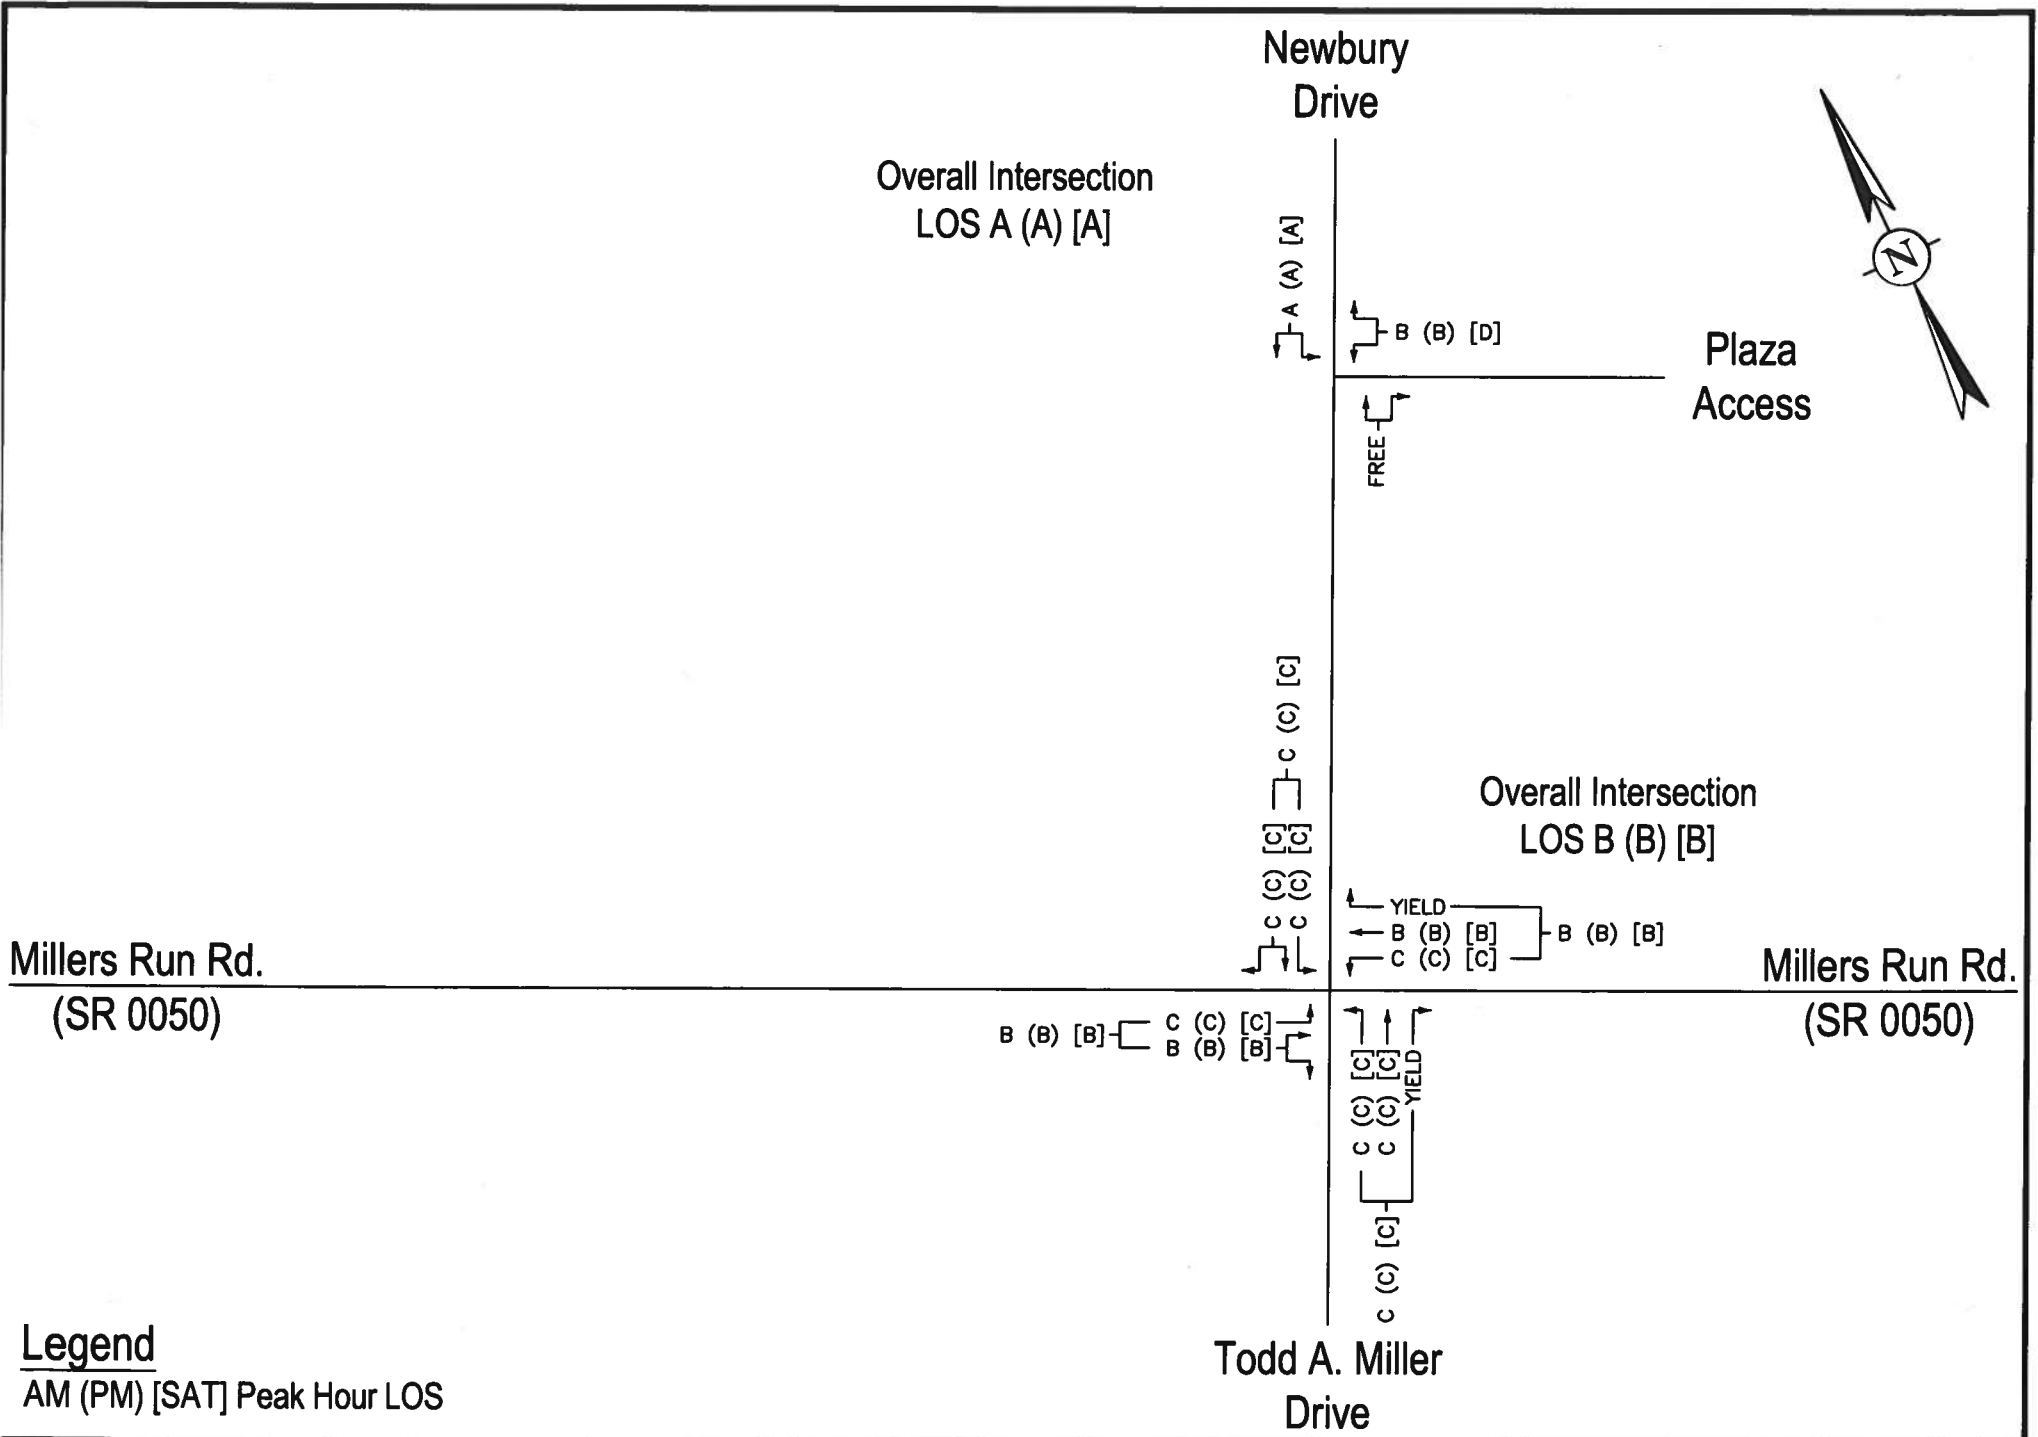 Newbury
Drive
Overall Intersection
LOS A (A) [A]
N
A (A) [A]
B (B) [D]
Plaza
Access
FREE
C (C) [C]
C (C) [C]
C (C) [C]
Overall Intersection
LOS B (B) [B]
YIELD
B (B) [B]
C (C) [C]
B (B) [B]
Millers Run Rd.
(SR 0050)
Millers Run Rd.
(SR 0050)
B (B) [B]
C (C) [C]
B (B) [B]
C (C) [C]
C (C) [C]
YIELD
C (C) [C]
Todd A. Miller
Drive
Legend
AM (PM) [SAT] Peak Hour LOS